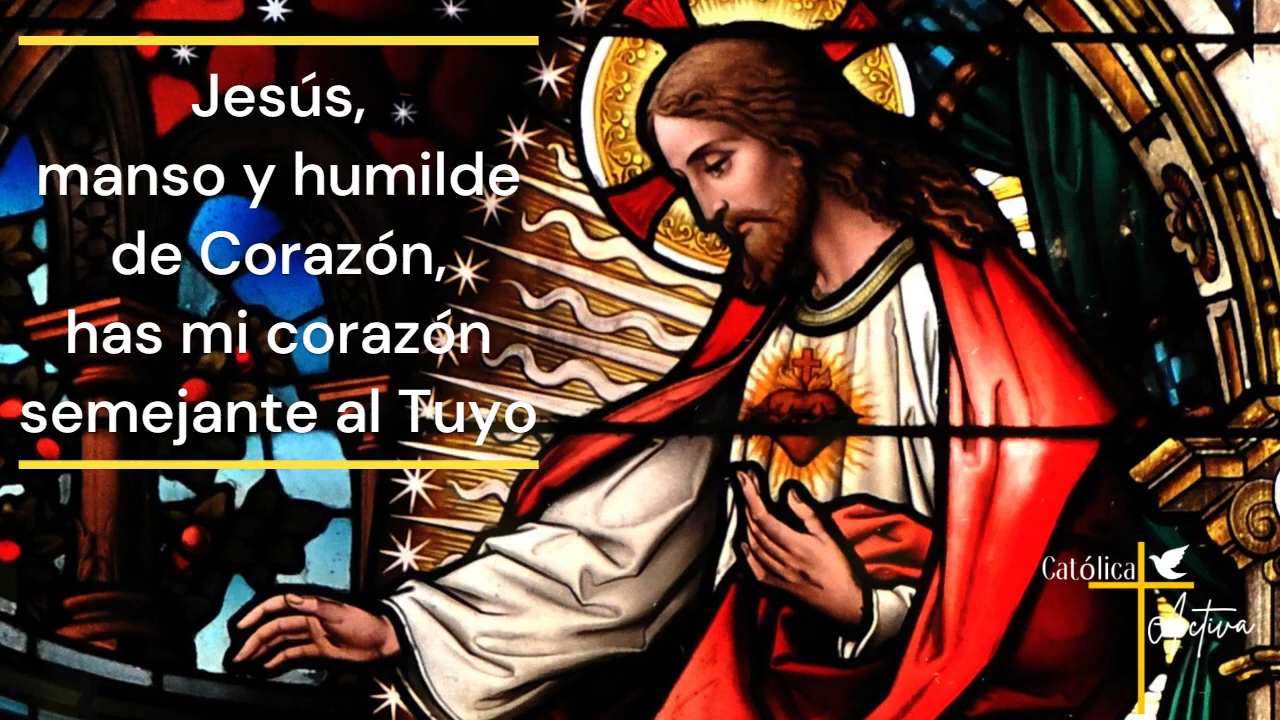 Jesús,
manso y humilde
de Corazón,
has mi corazón
semejante al Tuyo
Católica
Activa